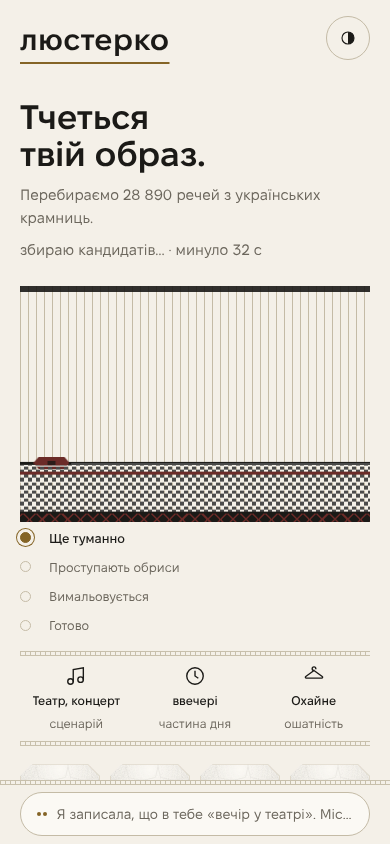 люстерко
Тчеться
твій образ.
Перебираємо 28 890 речей з українських
крамниць.
збираю кандидатів… · минуло 32 с
Ще туманно
Проступають обриси
Вимальовується
Готово
Театр, концерт
ввечері
Охайне
сценарій
частина дня
ошатність
Я записала, що в тебе «вечір у театрі». Міс…